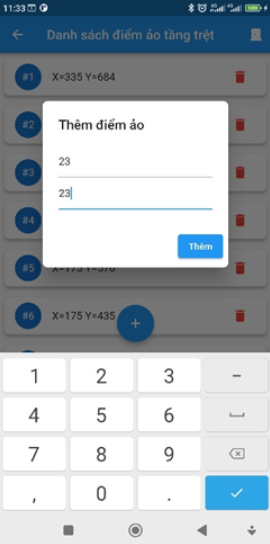 11:33
Danh sách điểm ảo tầng trệt
#1 X=335 Y=684
#2
Thêm điểm ảo
#3
23
#4
23
Thêm
#5 X=175 Y=570
#6 X=175 Y=435
+
1 2 3 -
4 5 6
7 8 9
, 0 .